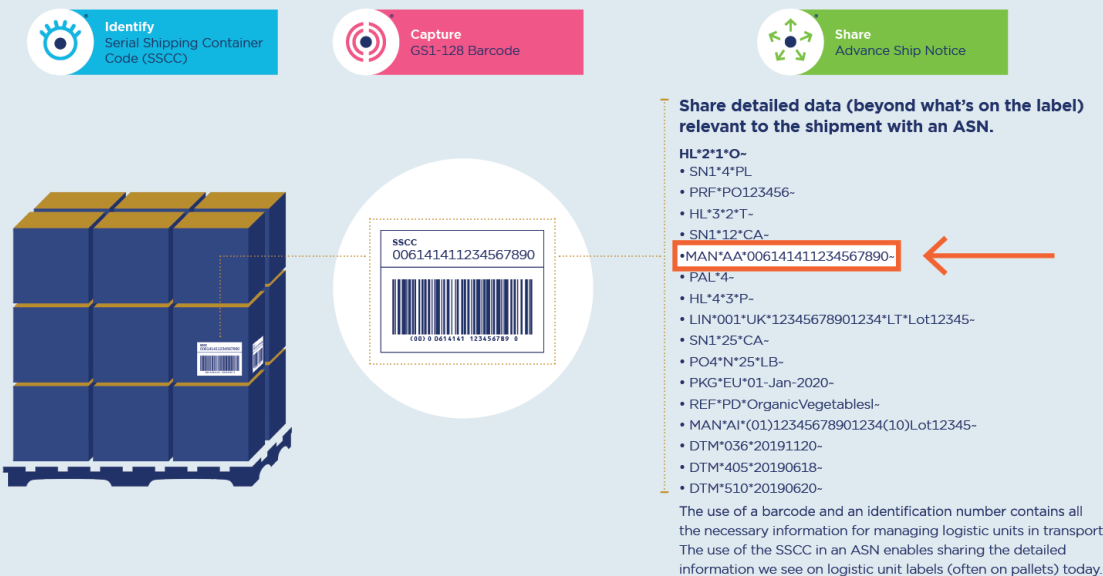 Identify
Serial Shipping Container
Code (SSCC)
Capture
GS1-128 Barcode
Share
Advance Ship Notice
Share detailed data (beyond what's on the label)
relevant to the shipment with an ASN.
HL*2*1*O~
• SN1*4*PL
• PRF*PO123456~
• HL*3*2*T~
• SN1*12*CA~
•MAN*AA*006141411234567890~
• PAL*4~
• HL*4*3*P~
• LIN*001*UK*12345678901234*LT*Lot12345~
• SN1*25*CA~
• PO4*N*25*LB~
• PKG*EU*01-Jan-2020~
• REF*PD*OrganicVegetablesl~
• MAN*AI*(01)12345678901234(10)Lot12345~
• DTM*036*20191120~
• DTM*405*20190618~
• DTM*510*20190620~
The use of a barcode and an identification number contains all
the necessary information for managing logistic units in transport
The use of the SSCC in an ASN enables sharing the detailed
information we see on logistic unit labels (often on pallets) today.
SSCC
006141411234567890
(00) 0 0614141 123456789 0
006141411234567890